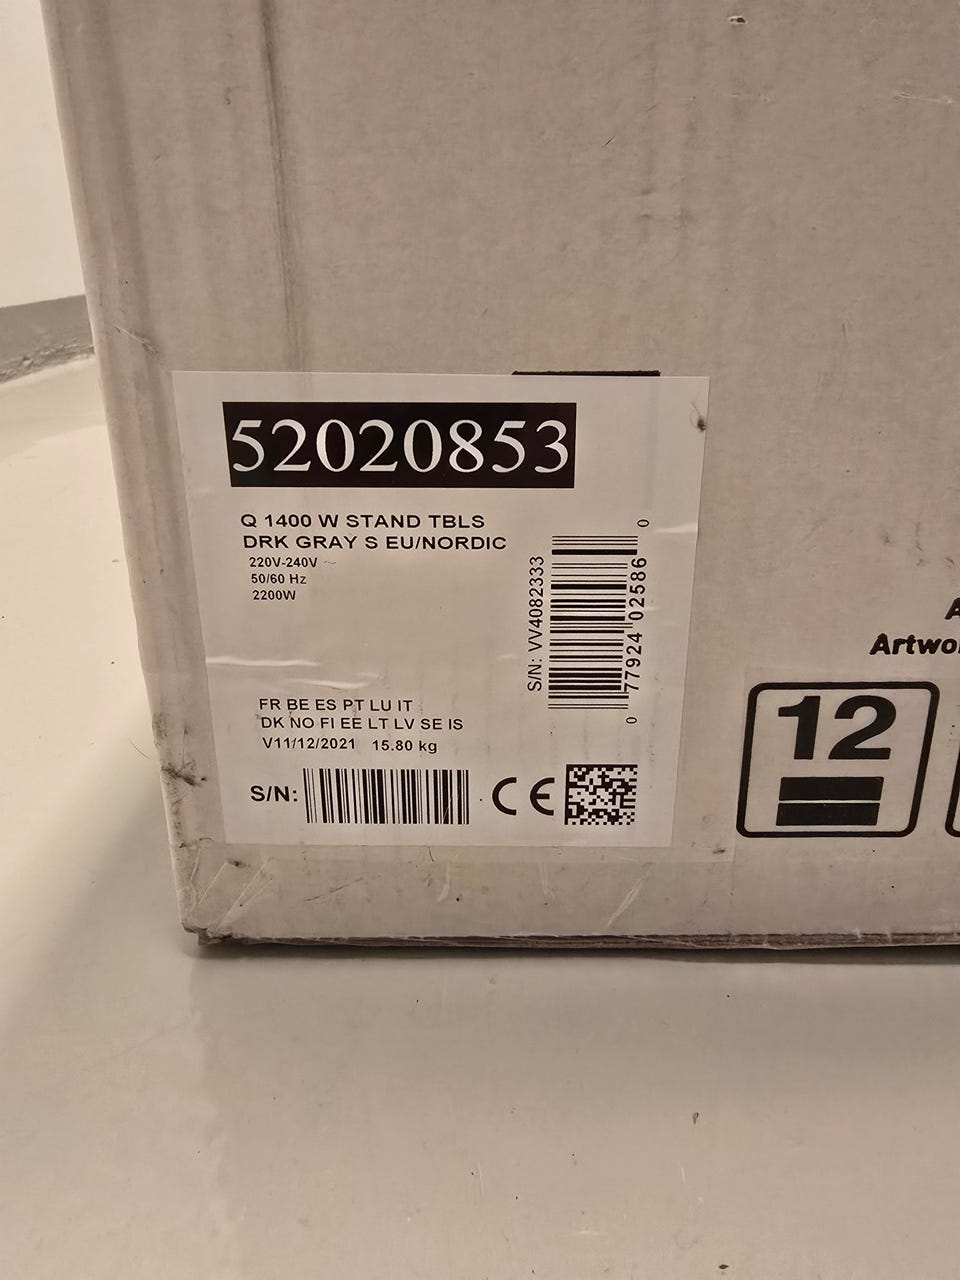 52020853
Q 1400 W STAND TBLS
DRK GRAY S EU/NORDIC
220V-240V
50/60 Hz
2200W
S/N: VV4082333
0 77924 02586 0
FR BE ES PT LU IT
DK NO FI EE LT LV SE IS
V11/12/2021 15.80 kg
S/N:
CE
A
Artwo
12